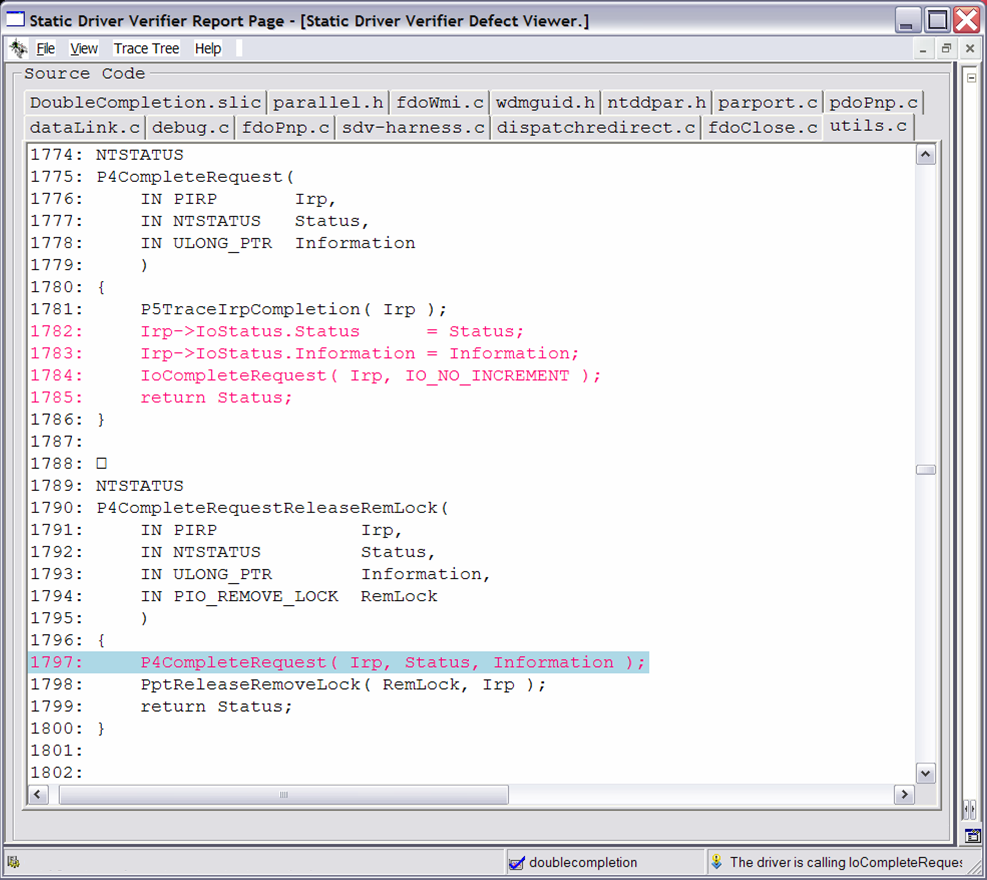 Static Driver Verifier Report Page - [Static Driver Verifier Defect Viewer.]
File View Trace Tree Help
Source Code
DoubleCompletion.slic parallel.h fdoWmi.c wdmguid.h ntddpar.h parport.c pdoPnp.c
dataLink.c debug.c fdoPnp.c sdv-harness.c dispatchredirect.c fdoClose.c utils.c
1774: NTSTATUS
1775: P4CompleteRequest(
1776:     IN PIRP       Irp,
1777:     IN NTSTATUS   Status,
1778:     IN ULONG_PTR  Information
1779:     )
1780: {
1781:     P5TraceIrpCompletion( Irp );
1782:     Irp->IoStatus.Status      = Status;
1783:     Irp->IoStatus.Information = Information;
1784:     IoCompleteRequest( Irp, IO_NO_INCREMENT );
1785:     return Status;
1786: }
1787:
1788: □
1789: NTSTATUS
1790: P4CompleteRequestReleaseRemLock(
1791:     IN PIRP             Irp,
1792:     IN NTSTATUS         Status,
1793:     IN ULONG_PTR        Information,
1794:     IN PIO_REMOVE_LOCK  RemLock
1795:     )
1796: {
1797:     P4CompleteRequest( Irp, Status, Information );
1798:     PptReleaseRemoveLock( RemLock, Irp );
1799:     return Status;
1800: }
1801:
1802:
doublecompletion The driver is calling IoCompleteReques